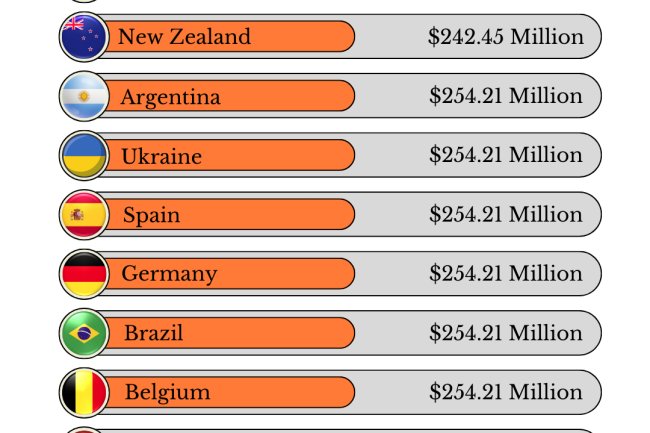 New Zealand $242.45 Million
Argentina $254.21 Million
Ukraine $254.21 Million
Spain $254.21 Million
Germany $254.21 Million
Brazil $254.21 Million
Belgium $254.21 Million